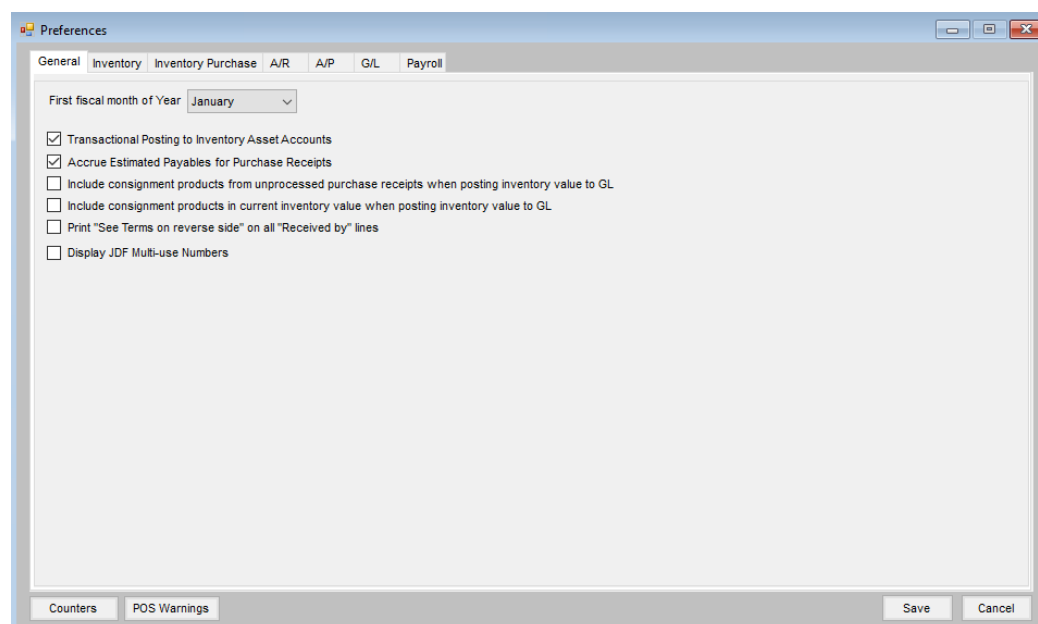 Preferences
General Inventory Inventory Purchase A/R A/P G/L Payroll
First fiscal month of Year January
Transactional Posting to Inventory Asset Accounts
Accrue Estimated Payables for Purchase Receipts
Include consignment products from unprocessed purchase receipts when posting inventory value to GL
Include consignment products in current inventory value when posting inventory value to GL
Print "See Terms on reverse side" on all "Received by" lines
Display JDF Multi-use Numbers
Counters POS Warnings Save Cancel